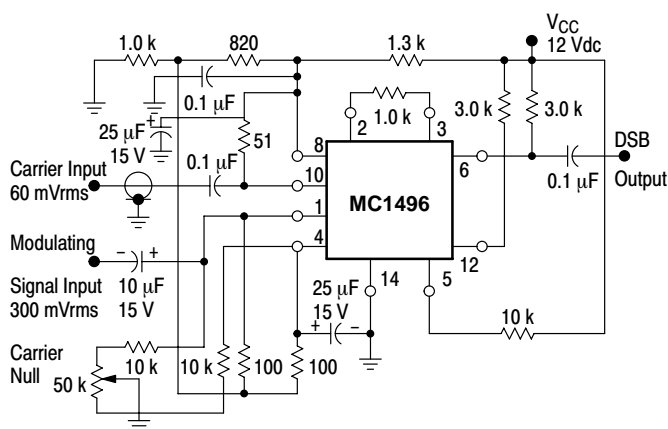 1.0 k
820
1.3 k
VCC
12 Vdc
0.1 µF
1.0 k
3.0 k
3.0 k
25 µF
15 V
+
51
2
3
DSB
Carrier Input
60 mVrms
0.1 µF
8
10
1
4
MC1496
6
12
0.1 µF
Output
Modulating
Signal Input
300 mVrms
- +
10 µF
15 V
25 µF
15 V
+ -
14
5
10 k
Carrier
Null
50 k
10 k
10 k
100
100